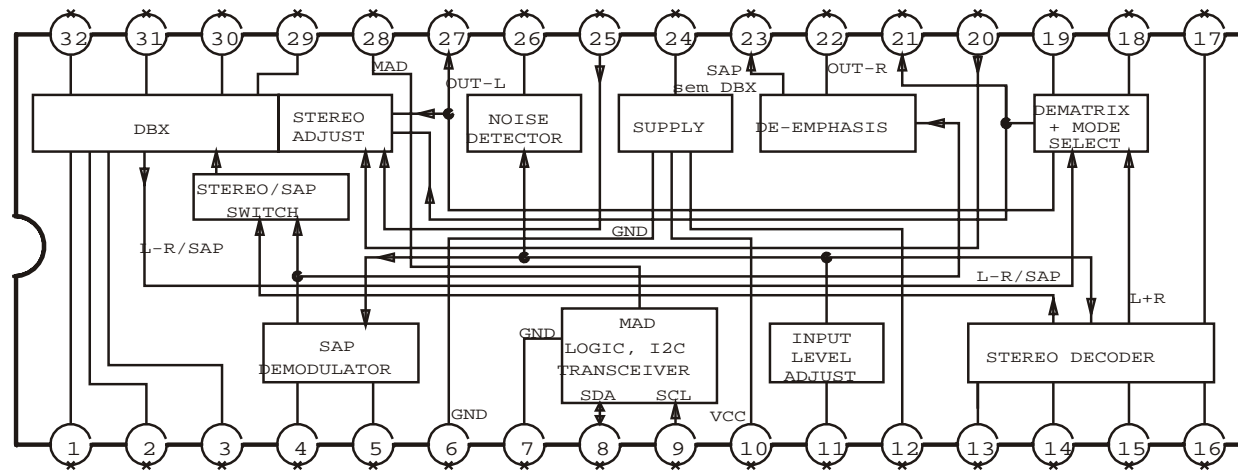 32 31 30 29 28 27 26 25 24 23 22 21 20 19 18 17
MAD
OUT-L
SAP
sem DBX
OUT-R
DBX
STEREO
ADJUST
NOISE
DETECTOR
SUPPLY
DE-EMPHASIS
DEMATRIX
+ MODE
SELECT
STEREO/SAP
SWITCH
GND
L-R/SAP
L-R/SAP
L+R
SAP
DEMODULATOR
GND
MAD
LOGIC, I2C
TRANSCEIVER
SDA
SCL
INPUT
LEVEL
ADJUST
STEREO DECODER
GND
VCC
1 2 3 4 5 6 7 8 9 10 11 12 13 14 15 16